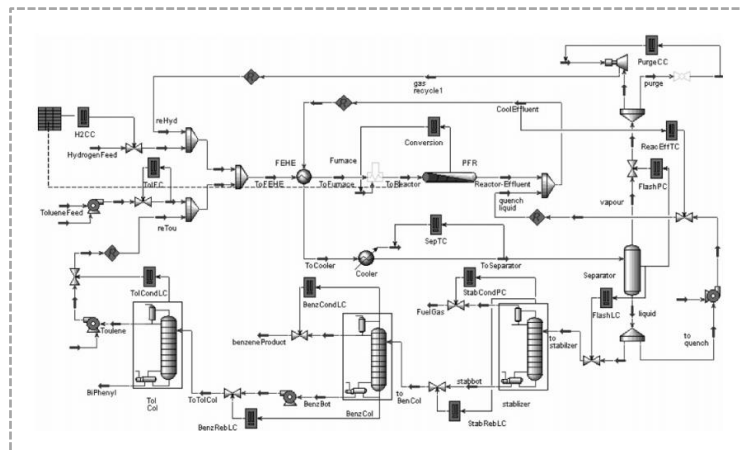 PurgeCC
gas
recycle1
purge
CoolEffluent
reHyd
H2CC
Conversion
ReacEffTC
HydrogenFeed
FEHE
Furnace
PFR
FlashPC
TolFC
ToFEHE
ToFurnace
ToReactor
Reactor-Effluent
TolueneFeed
quench
liquid
vapour
reTou
SepTC
ToCooler
Cooler
ToSeparator
Separator
TolCondLC
BenzCondLC
StabCondPC
FlashLC
liquid
FuelGas
Toluene
benzeneProduct
to
stablizer
to
quench
BiPhenyl
Tol
Col
ToTolCol
BenzBot
to
BenCol
stabbot
BenzRebLC
BenzCol
StabRebLC
stablizer